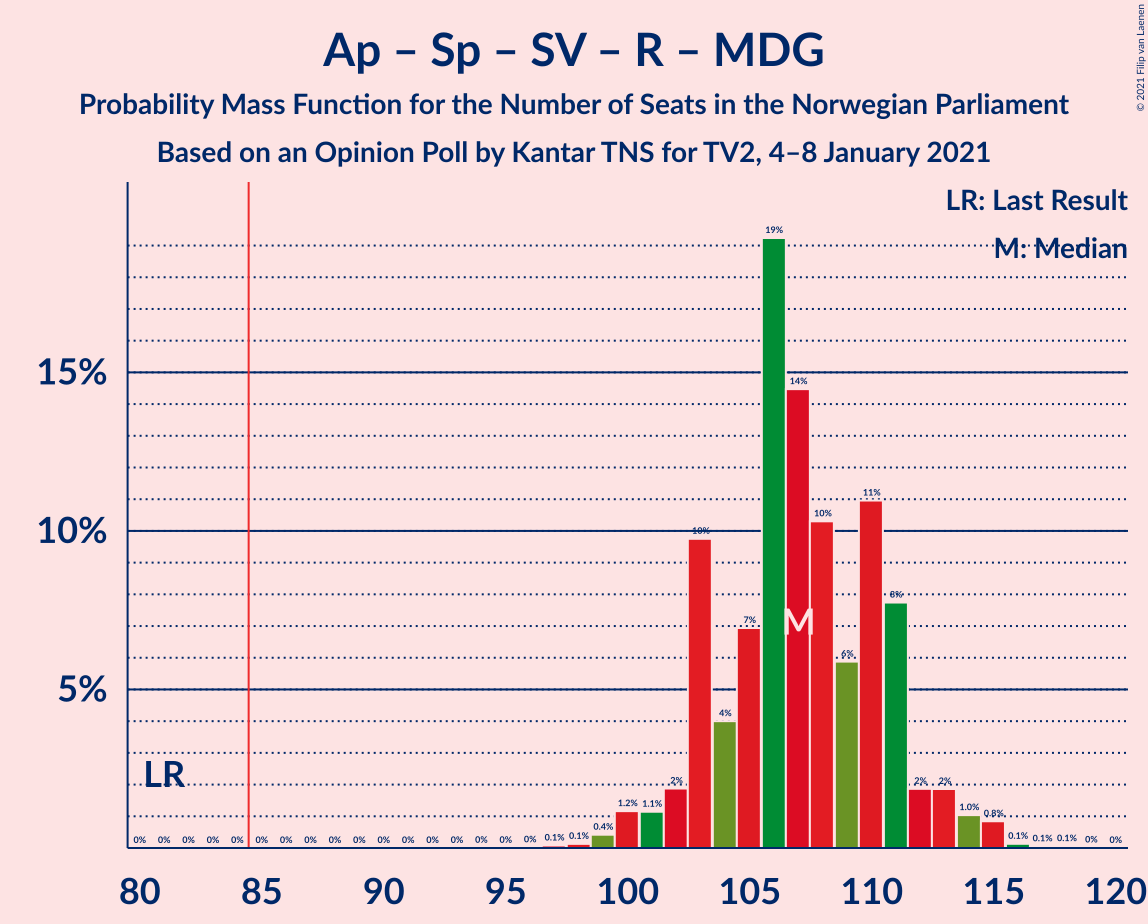 Ap – Sp – SV – R – MDG
Probability Mass Function for the Number of Seats in the Norwegian Parliament
Based on an Opinion Poll by Kantar TNS for TV2, 4–8 January 2021
© 2021 Filip van Laenen
LR: Last Result
M: Median
15%
10%
5%
LR
M
0% 0% 0% 0% 0% 0% 0% 0% 0% 0% 0% 0% 0% 0% 0% 0% 0% 0.1% 0.1% 0.4% 1.2% 1.1% 2% 10% 4% 7% 19% 14% 10% 6% 11% 8% 2% 2% 1.0% 0.8% 0.1% 0.1% 0.1% 0% 0%
80 85 90 95 100 105 110 115 120